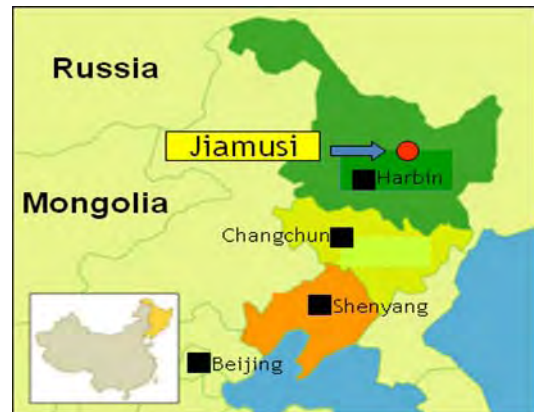 Russia
Jiamusi
Harbin
Mongolia
Changchun
Shenyang
Beijing